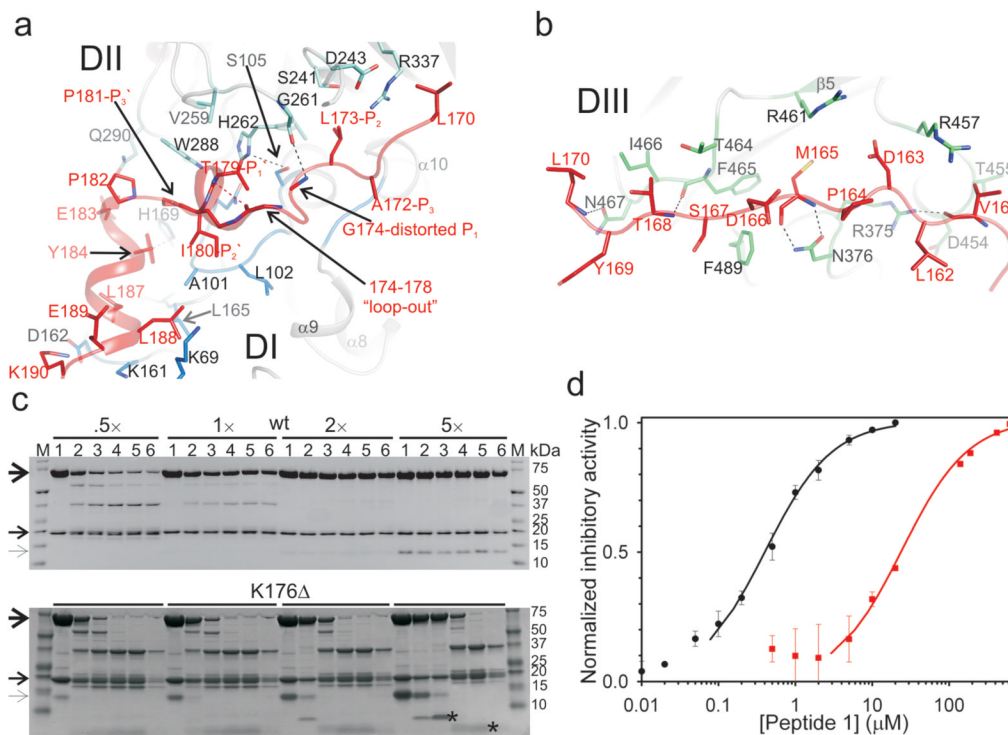 a
DII
S105
D243
R337
S241
G261
P181-P3`
V259
H262
L173-P2
L170
Q290
W288
T179-P1
α10
P182
E183
H169
A172-P3
I180-P2`
G174-distorted P1
Y184
A101
L102
174-178
"loop-out"
L187
E189
L165
α9
D162
L188
DI
α8
K190
K161
K69
b
β5
DIII
R461
R457
I466
T464
M165
L170
F465
D163
T455
N467
D166
P164
V161
S167
T168
R375
D454
Y169
F489
N376
L162
c
.5× 1× wt 2× 5×
M 1 2 3 4 5 6 1 2 3 4 5 6 1 2 3 4 5 6 1 2 3 4 5 6 M kDa
75
50
37
25
20
15
10
K176Δ
75
50
37
25
20
15
10
* *
d
Normalized inhibitory activity
1.0
0.5
0.0
0.01 0.1 1 10 100
[Peptide 1] (μM)